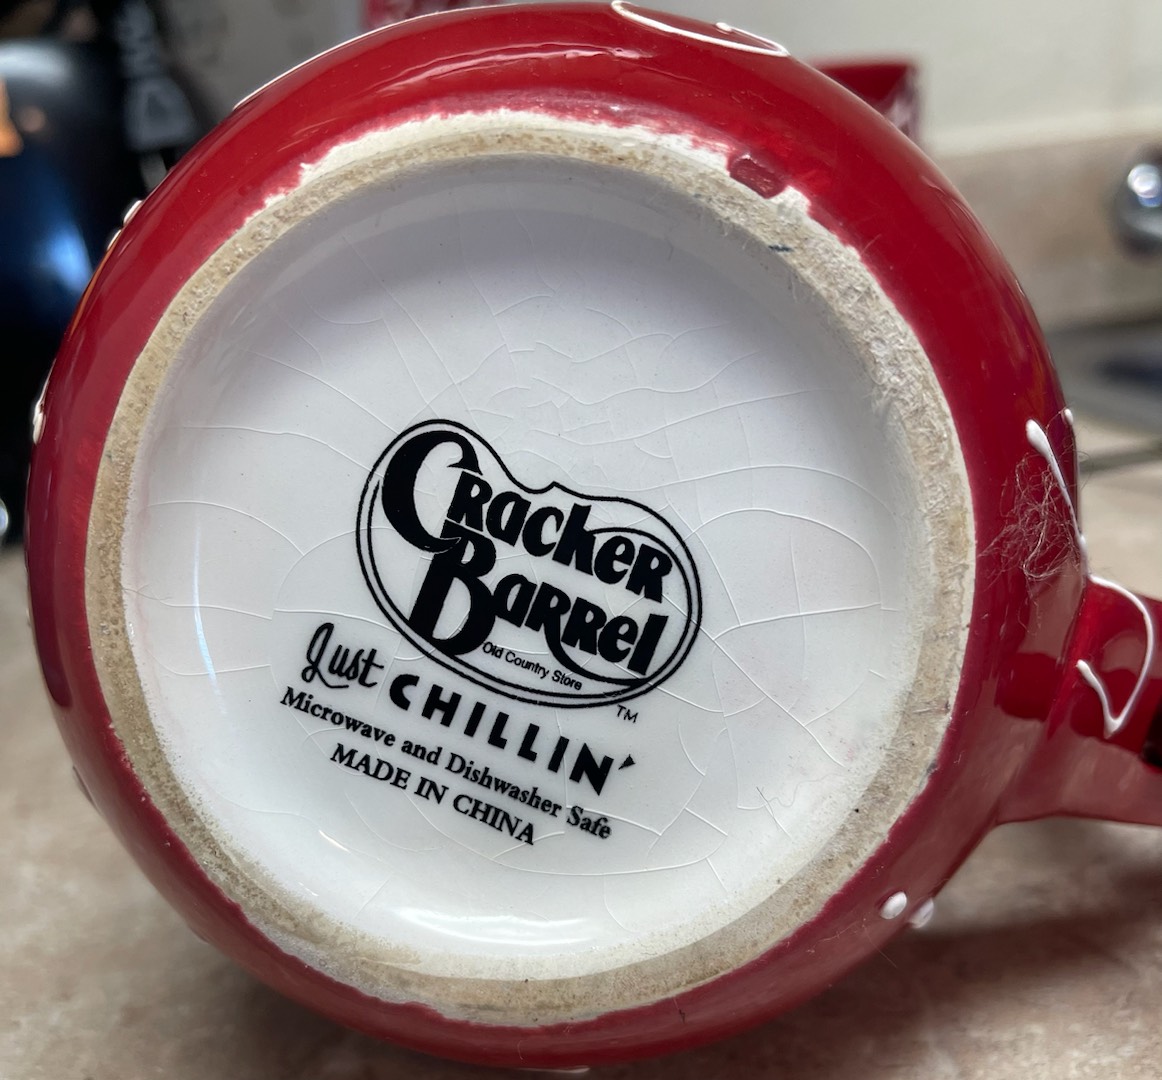 Cracker
Barrel
Old Country Store
TM
Just CHILLIN'
Microwave and Dishwasher Safe
MADE IN CHINA